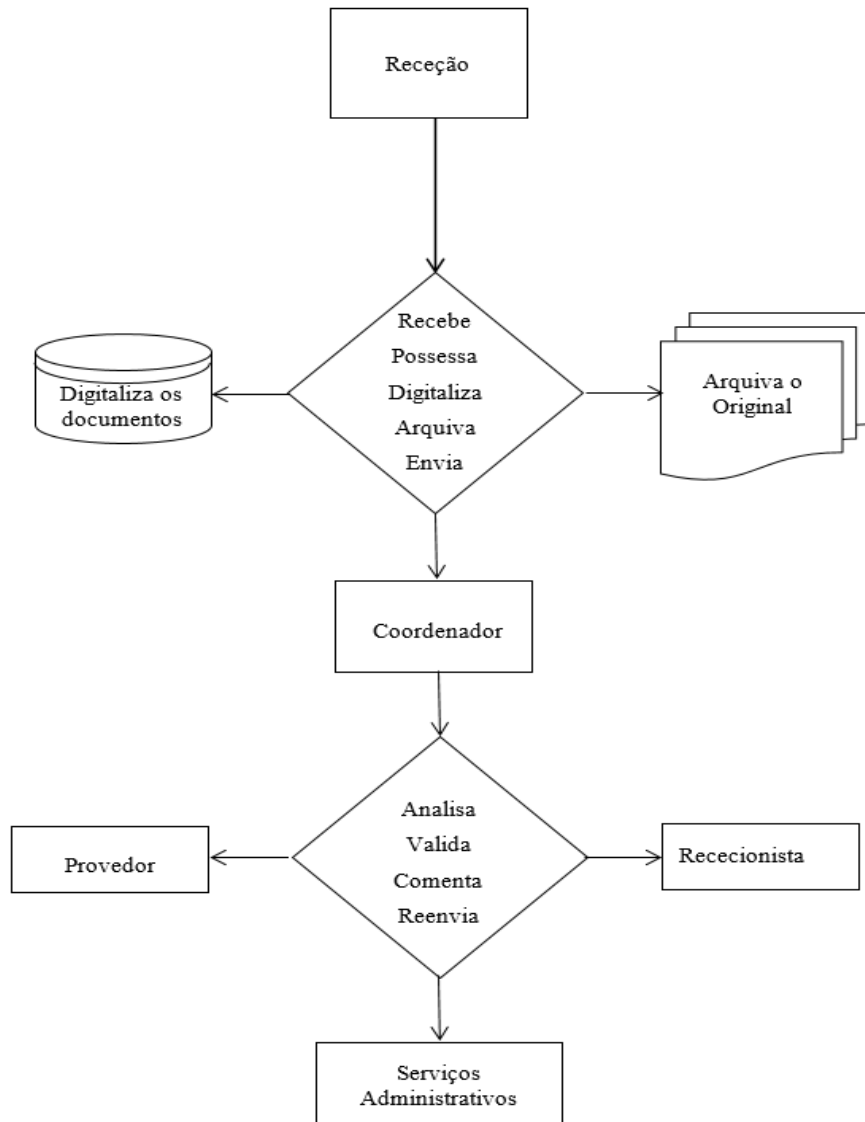 Receção
Recebe
Possessa
Digitaliza
Arquiva
Envia
Digitaliza os
documentos
Arquiva o
Original
Coordenador
Analisa
Valida
Comenta
Reenvia
Provedor
Rececionista
Serviços
Administrativos